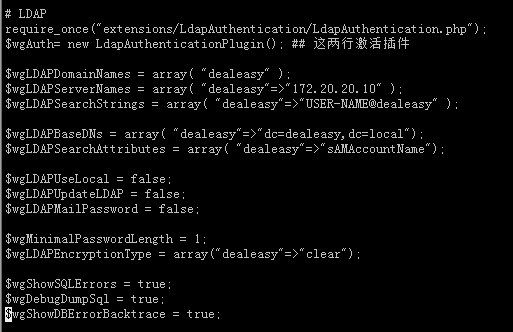 # LDAP
require_once("extensions/LdapAuthentication/LdapAuthentication.php");
$wgAuth= new LdapAuthenticationPlugin(); ## 这两行激活插件
$wgLDAPDomainNames = array( "dealeasy" );
$wgLDAPServerNames = array( "dealeasy"=>"172.20.20.10" );
$wgLDAPSearchStrings = array( "dealeasy"=>"USER-NAME@dealeasy" );
$wgLDAPBaseDNs = array( "dealeasy"=>"dc=dealeasy,dc=local");
$wgLDAPSearchAttributes = array( "dealeasy"=>"sAMAccountName");
$wgLDAPUseLocal = false;
$wgLDAPUpdateLDAP = false;
$wgLDAPMailPassword = false;
$wgMinimalPasswordLength = 1;
$wgLDAPEncryptionType = array("dealeasy"=>"clear");
$wgShowSQLErrors = true;
$wgDebugDumpSql = true;
$wgShowDBErrorBacktrace = true;